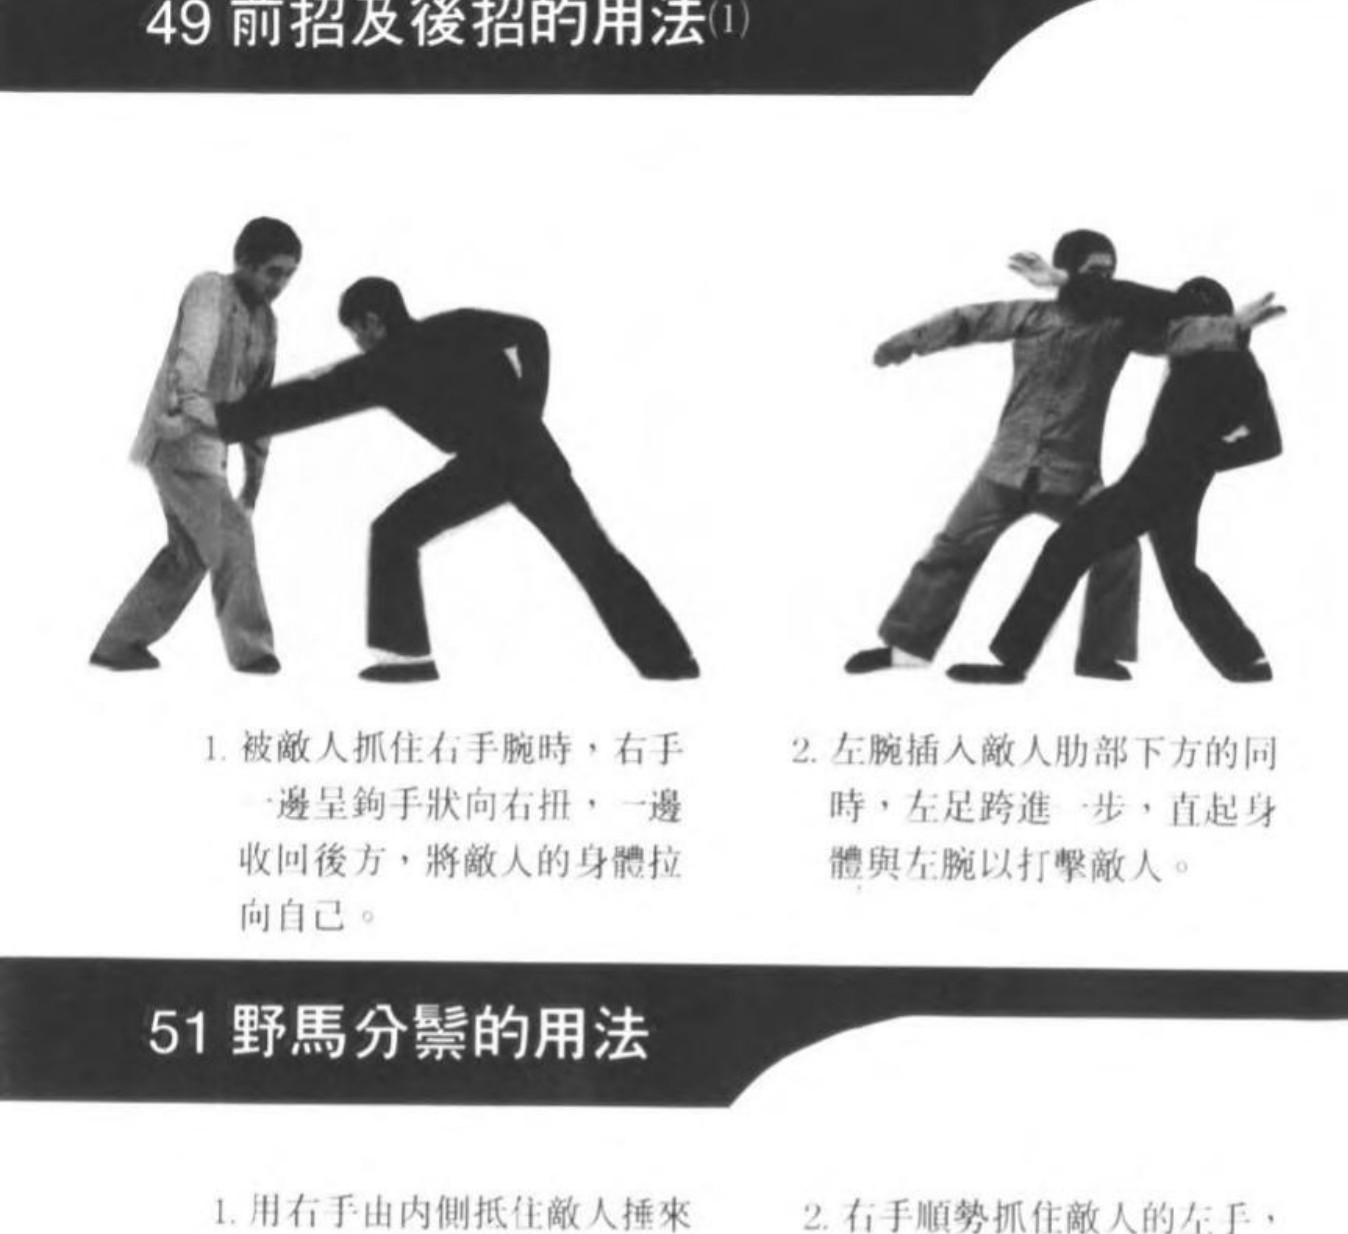 49 前招及後招的用法(1)
1. 被敵人抓住右手腕時，右手
一邊呈鉤手狀向右扭，一邊
收回後方，將敵人的身體拉
向自己。
2. 左腕插入敵人肋部下方的同
時，左足跨進一步，直起身
體與左腕以打擊敵人。
51 野馬分鬃的用法
1. 用右手由內側抵住敵人捶來
2. 右手順勢抓住敵人的左手，